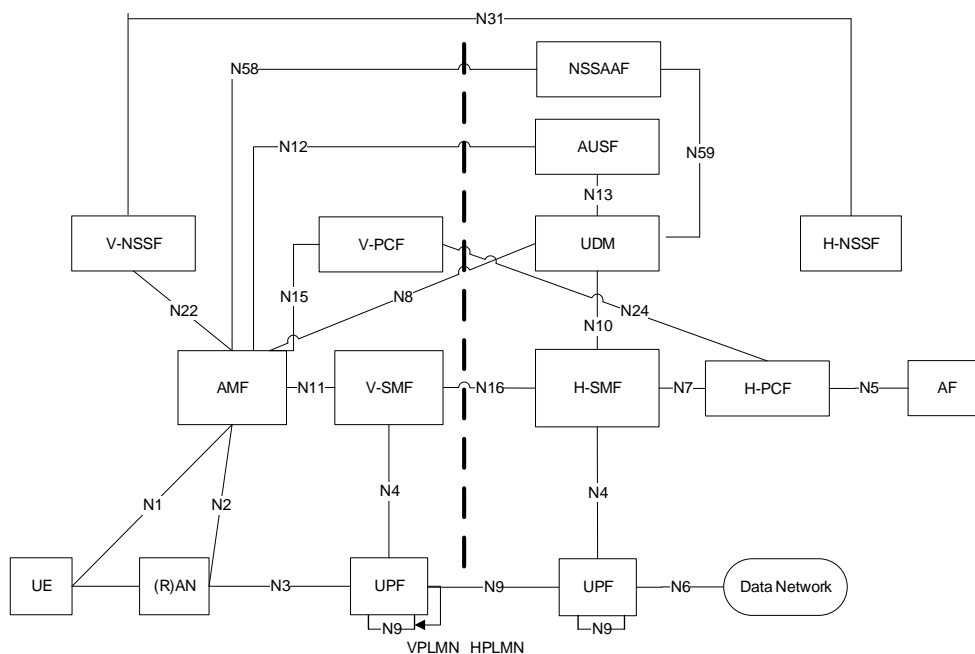 N31
N58
NSSAAF
N12
AUSF
N59
N13
V-NSSF
V-PCF
UDM
H-NSSF
N22
N15
N8
N24
N10
AMF
N11
V-SMF
N16
H-SMF
N7
H-PCF
N5
AF
N1
N2
N4
N4
UE
(R)AN
N3
UPF
N9
UPF
N6
Data Network
N9
N9
VPLMN HPLMN